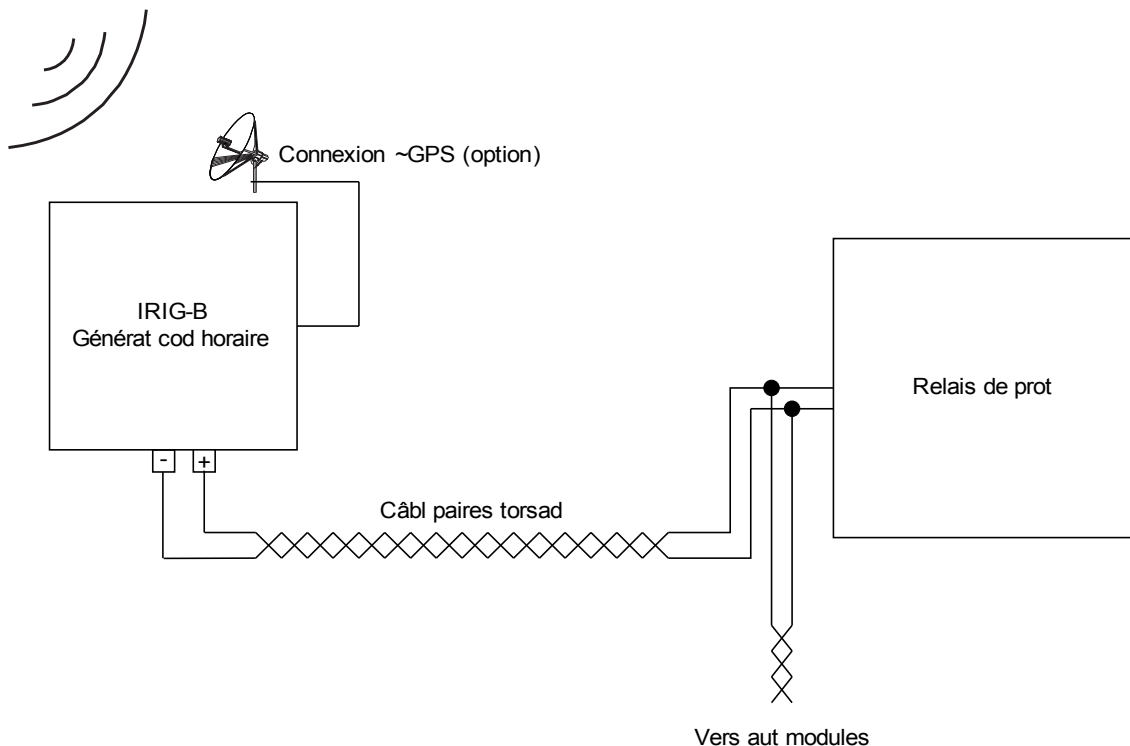 Connexion ~GPS (option)
IRIG-B
Générat cod horaire
- +
Relais de prot
Câbl paires torsad
Vers aut modules